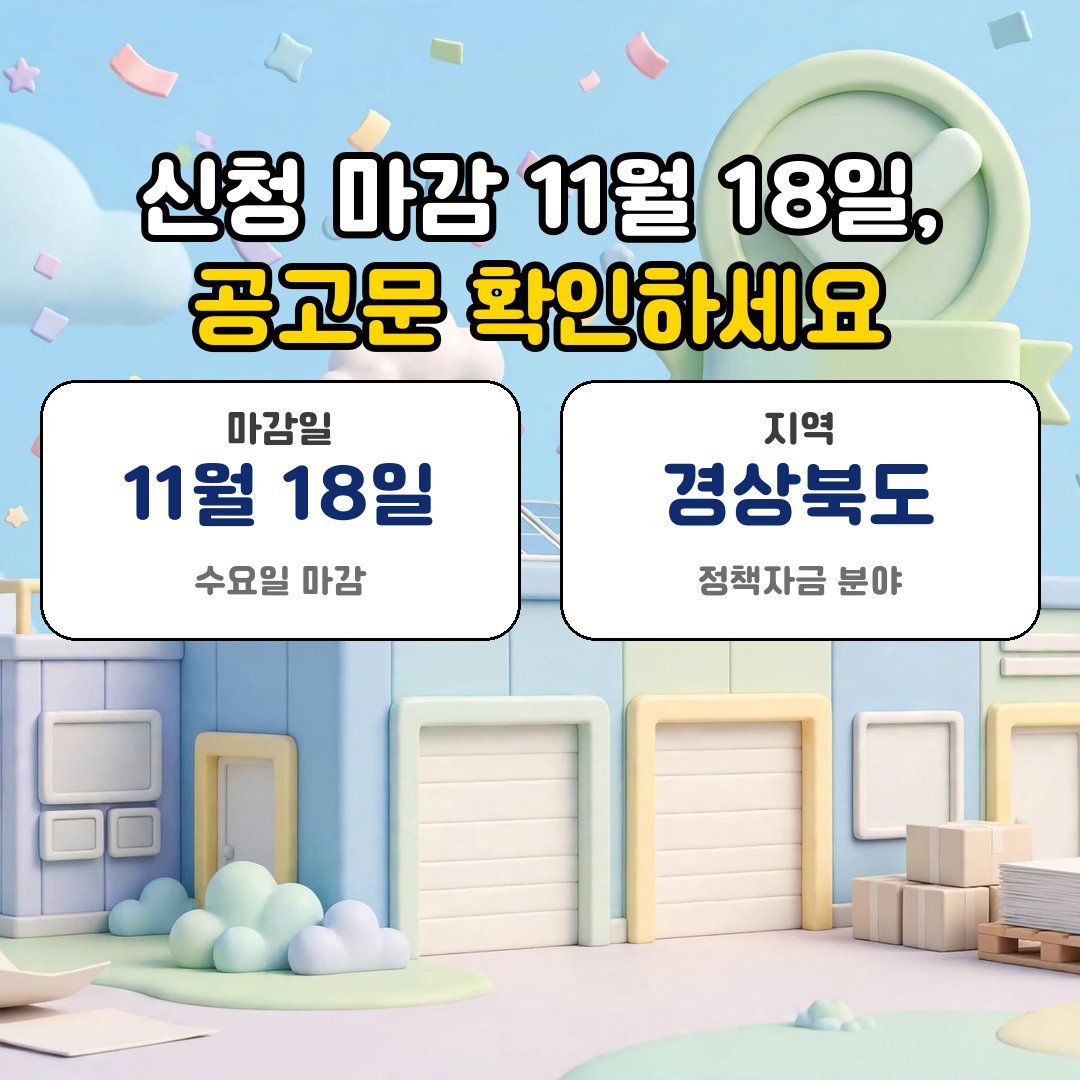 신청 마감 11월 18일,
공고문 확인하세요
마감일
11월 18일
수요일 마감
지역
경상북도
정책자금 분야